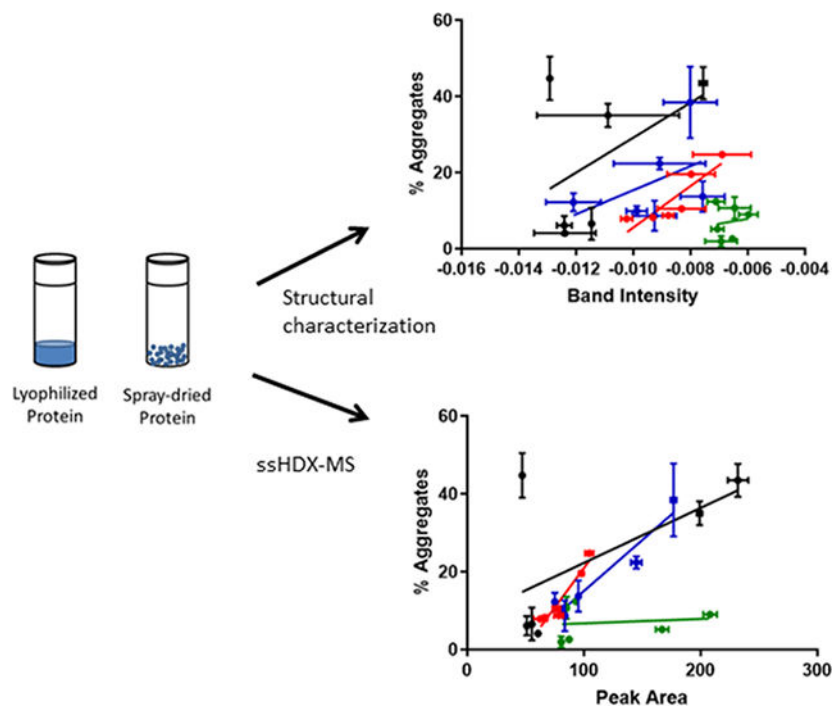 60
40
20
0
% Aggregates
-0.016 -0.014 -0.012 -0.010 -0.008 -0.006 -0.004
Band Intensity
Structural
characterization
Lyophilized
Protein
Spray-dried
Protein
ssHDX-MS
60
40
20
0
% Aggregates
0 100 200 300
Peak Area